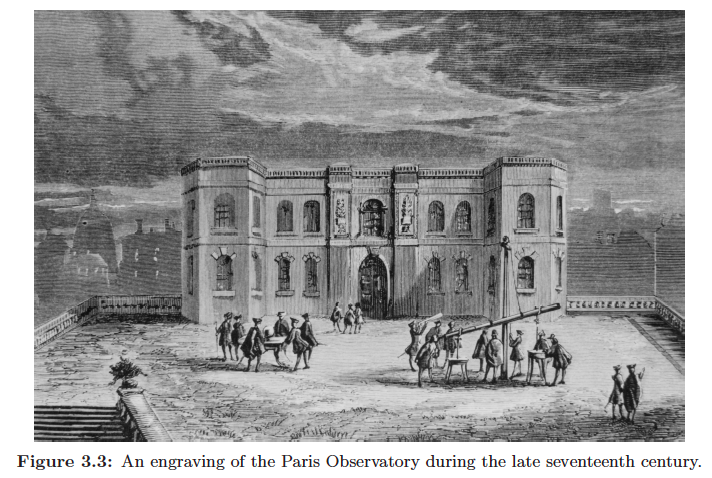 Figure 3.3: An engraving of the Paris Observatory during the late seventeenth century.